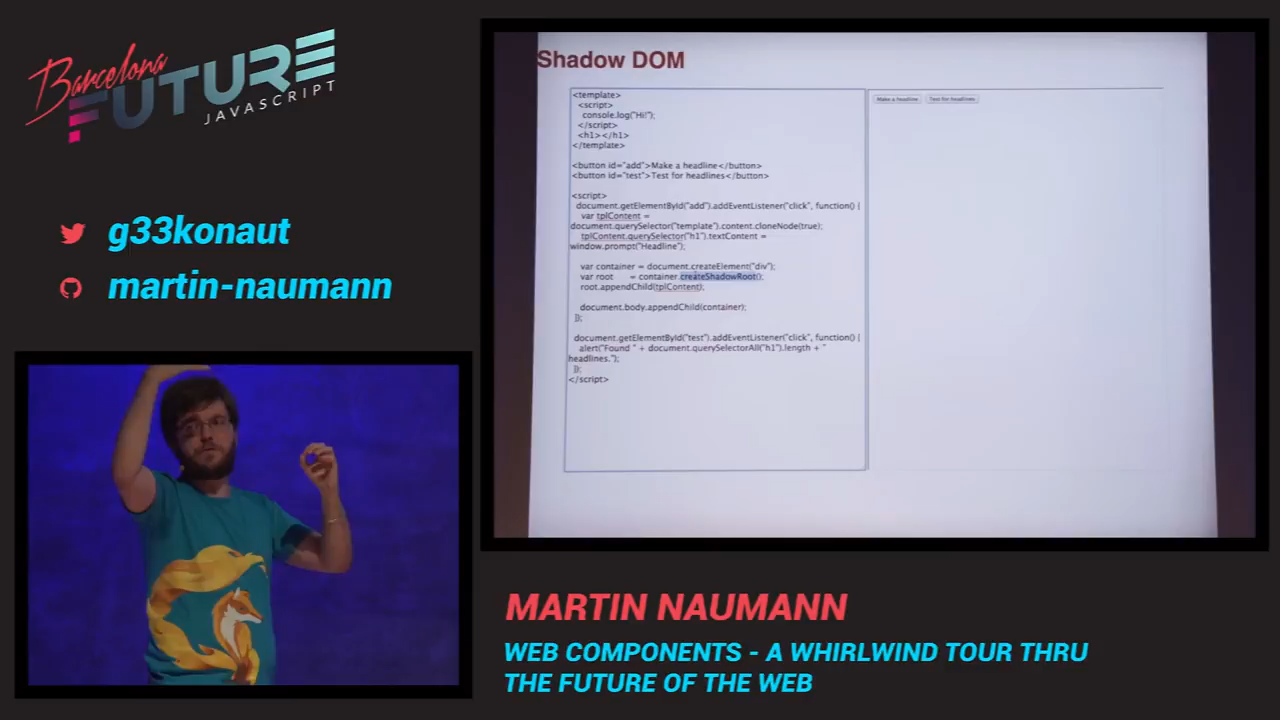 Barcelona
FUTURE
JAVASCRIPT
g33konaut
martin-naumann
Shadow DOM
<template>
<script>
console.log("Hi!");
</script>
<h1></h1>
</template>
<button id="add">Make a headline</button>
<button id="test">Test for headlines</button>
<script>
document.getElementById("add").addEventListener("click", function() {
var tplContent =
document.querySelector("template").content.cloneNode(true);
tplContent.querySelector("h1").textContent =
window.prompt("Headline");
var container = document.createElement("div");
var root = container.createShadowRoot();
root.appendChild(tplContent);
document.body.appendChild(container);
});
document.getElementById("test").addEventListener("click", function() {
alert("Found " + document.querySelectorAll("h1").length + "
headlines.");
});
</script>
Make a headline Test for headlines
MARTIN NAUMANN
WEB COMPONENTS - A WHIRLWIND TOUR THRU
THE FUTURE OF THE WEB